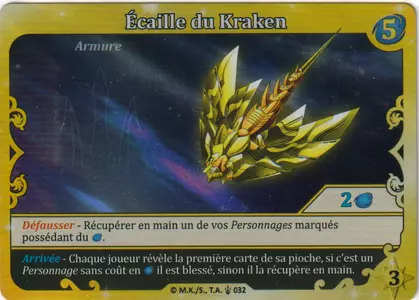 Écaille du Kraken
5
Armure
2
Défausser - Récupérer en main un de vos Personnages marqués
possédant du .
Arrivée - Chaque joueur révèle la première carte de sa pioche, si c'est un
Personnage sans coût en il est blessé, sinon il la récupère en main.
3
© M.K./S., T.A. 032